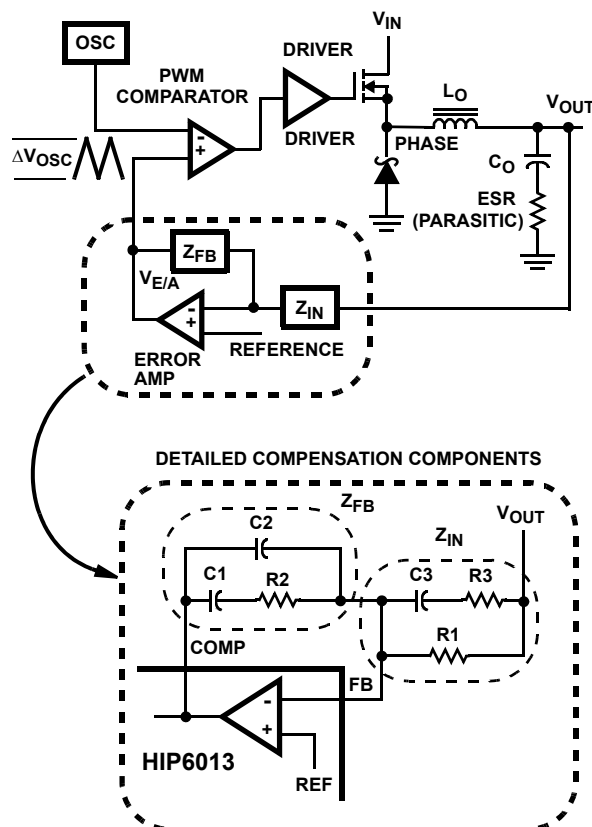 OSC
PWM
COMPARATOR
DRIVER
DRIVER
VIN
LO
VOUT
PHASE
CO
ESR
(PARASITIC)
ΔVOSC
ZFB
VE/A
ZIN
REFERENCE
ERROR
AMP
DETAILED COMPENSATION COMPONENTS
ZFB
VOUT
C2
ZIN
C1
R2
C3
R3
R1
COMP
FB
HIP6013
REF